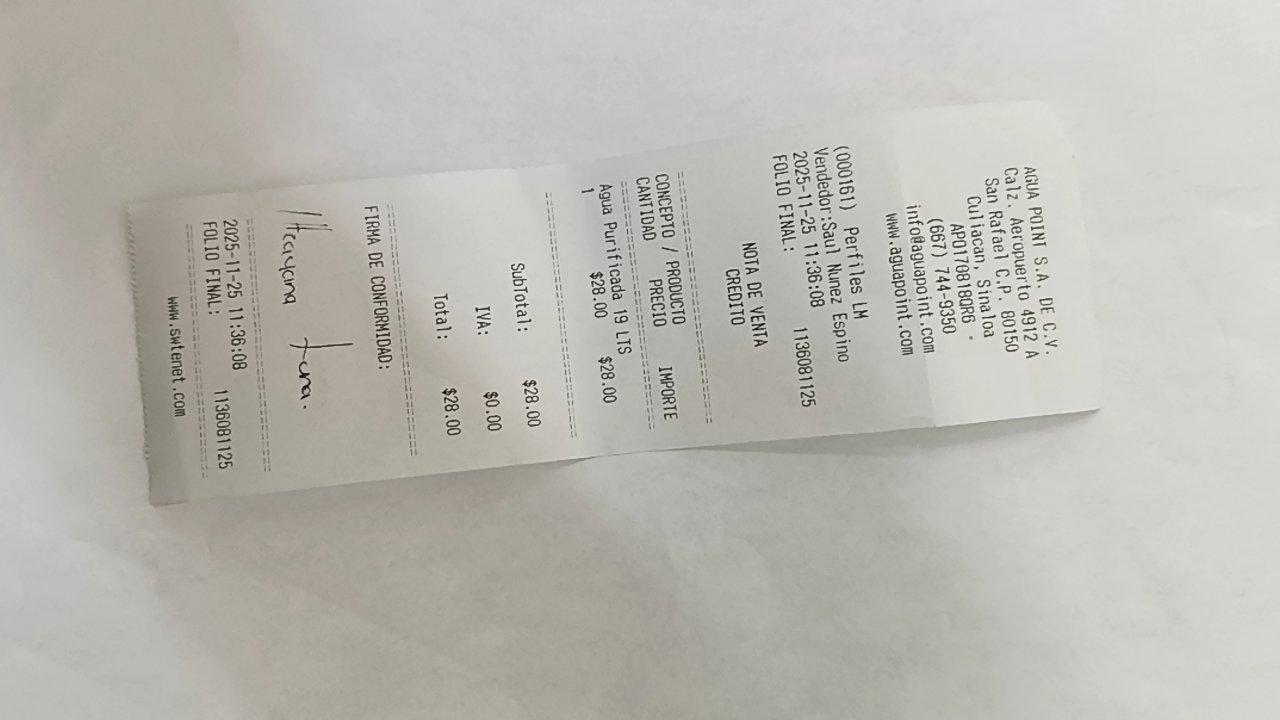 AGUA POINT S.A. DE C.V.
Calz. Aeropuerto 4912 A
San Rafael C.P. 80150
Culiacan, Sinaloa
APO170818QR6
(667) 744-9350
info@aguapoint.com
www.aguapoint.com
(000161) Perfiles LM
Vendedor:Saul Nunez Espino
2025-11-25 11:36:08
FOLIO FINAL: 1136081125
NOTA DE VENTA
CREDITO
CONCEPTO / PRODUCTO
CANTIDAD PRECIO IMPORTE
Agua Purificada 19 LTS
1 $28.00 $28.00
SubTotal: $28.00
IVA: $0.00
Total: $28.00
FIRMA DE CONFORMIDAD:
2025-11-25 11:36:08
FOLIO FINAL: 1136081125
www.swtenet.com